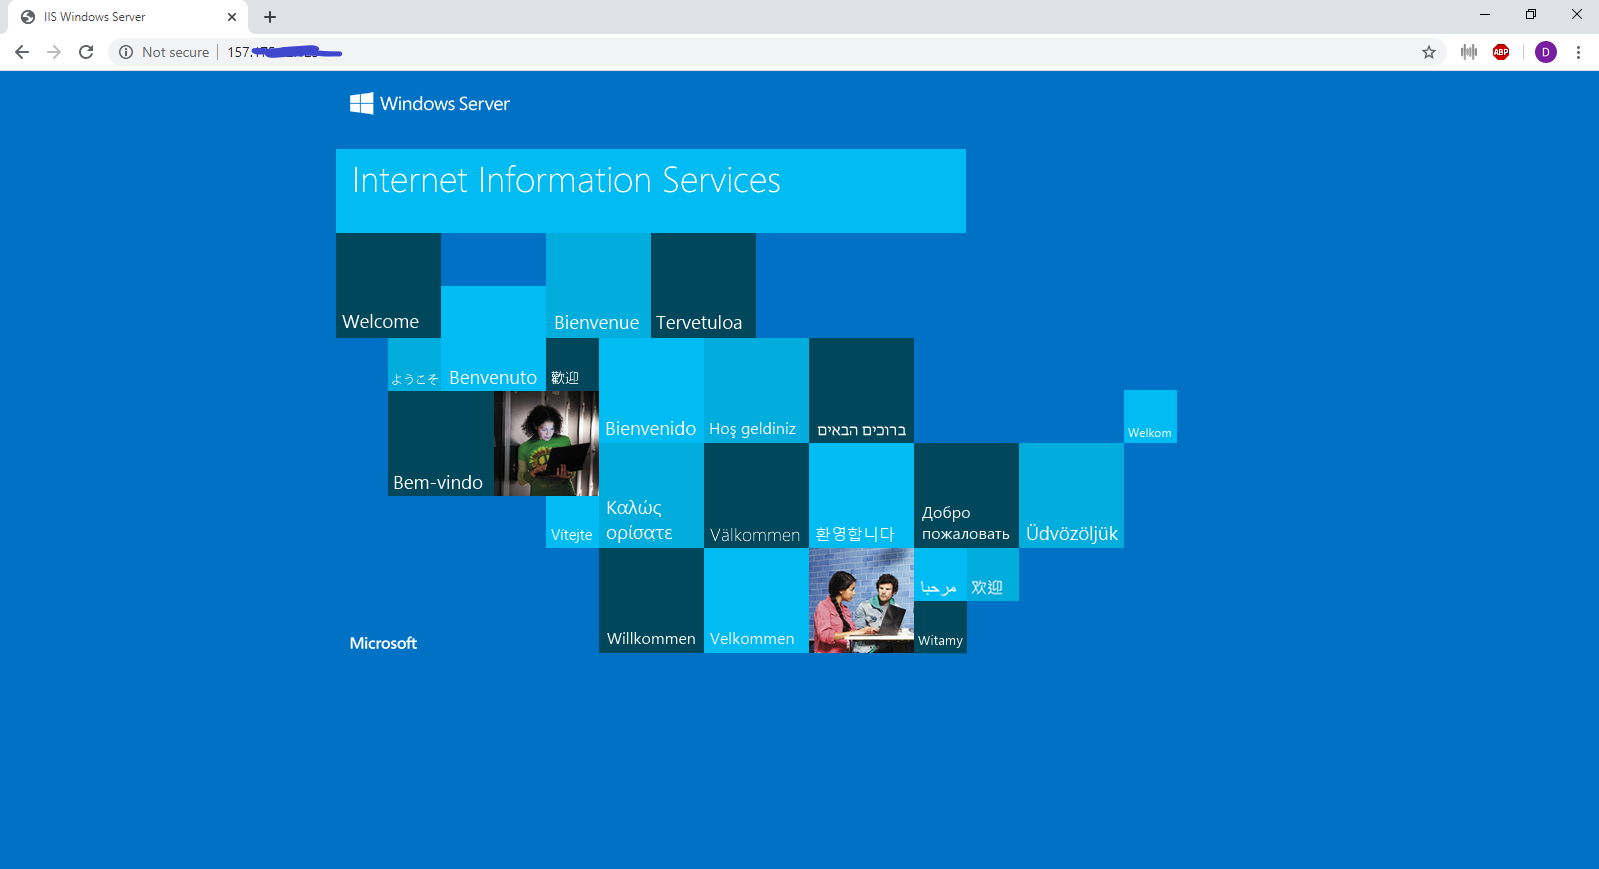 IIS Windows Server
Not secure
157.
ABP
D
Windows Server
Internet Information Services
Welcome
Bienvenue
Tervetuloa
ようこそ
Benvenuto
歡迎
Bienvenido
Hoş geldiniz
ברוכים הבאים
Welkom
Bem-vindo
Vítejte
Καλώς
ορίσατε
Välkommen
환영합니다
Добро
пожаловать
Üdvözöljük
مرحبا
欢迎
Microsoft
Willkommen
Velkommen
Witamy